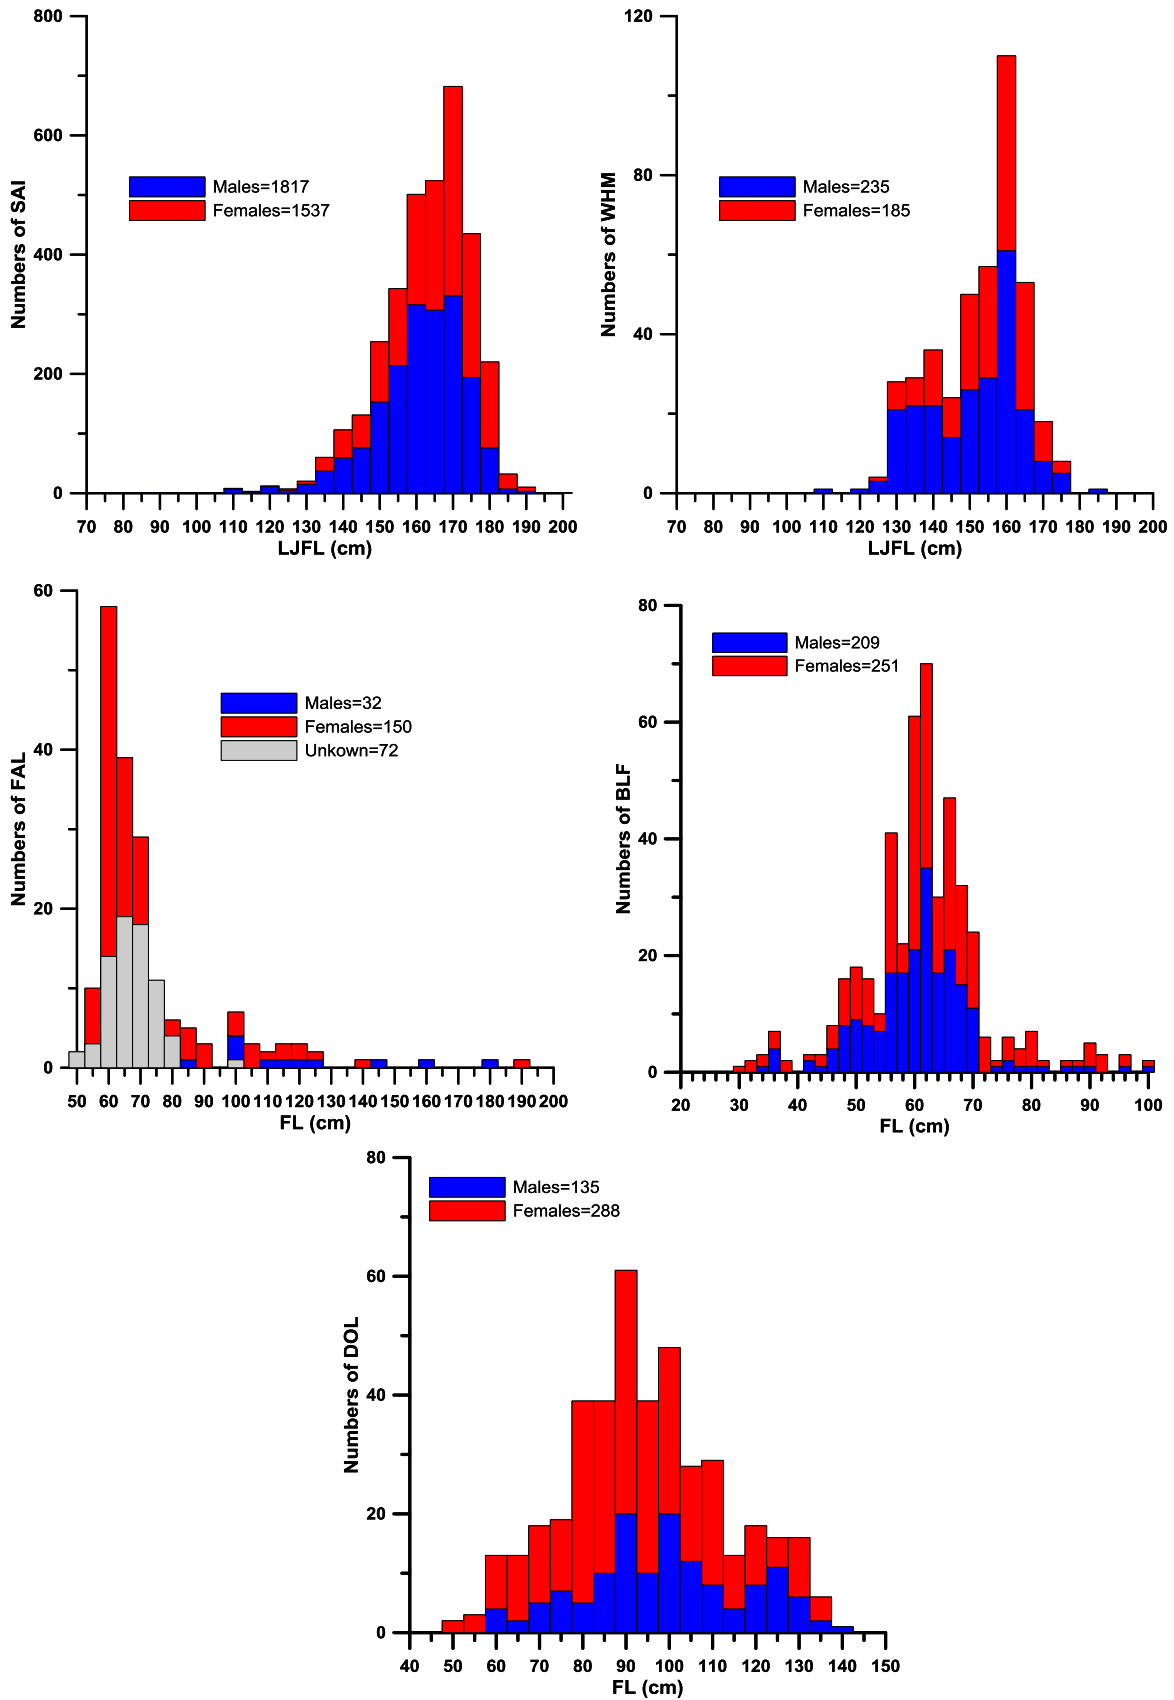 800
600
400
200
0
Numbers of SAI
Males=1817
Females=1537
70 80 90 100 110 120 130 140 150 160 170 180 190 200
LJFL (cm)
120
80
40
0
Numbers of WHM
Males=235
Females=185
70 80 90 100 110 120 130 140 150 160 170 180 190 200
LJFL (cm)
60
40
20
0
Numbers of FAL
Males=32
Females=150
Unkown=72
50 60 70 80 90 100 110 120 130 140 150 160 170 180 190 200
FL (cm)
80
60
40
20
0
Numbers of BLF
Males=209
Females=251
20 30 40 50 60 70 80 90 100
FL (cm)
80
60
40
20
0
Numbers of DOL
Males=135
Females=288
40 50 60 70 80 90 100 110 120 130 140 150
FL (cm)